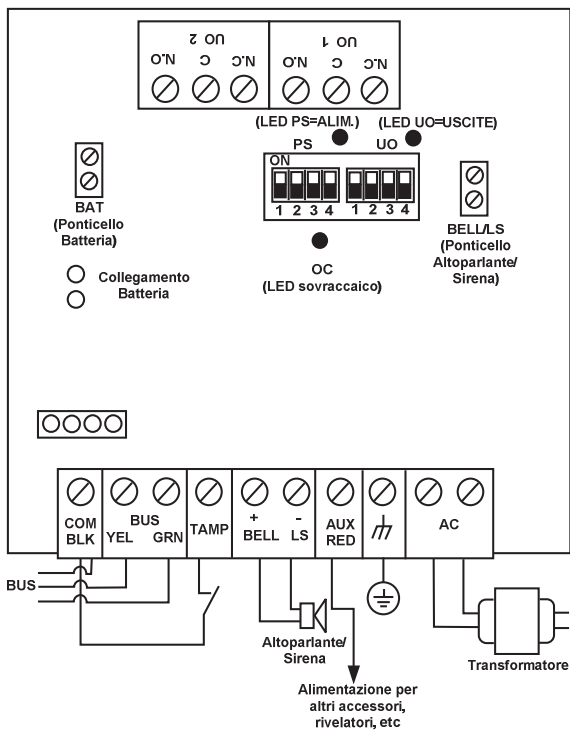 UO 2
UO 1
N.O C N.C
N.O C N.C
(LED PS=ALIM.) (LED UO=USCITE)
PS UO
ON
1 2 3 4 1 2 3 4
BAT
(Ponticello
Batteria)
BELL/LS
(Ponticello
Altoparlante/
Sirena)
Collegamento
Batteria
OC
(LED sovraccaico)
COM
BLK
BUS
YEL GRN
TAMP
+ -
BELL LS
AUX
RED
AC
BUS
Altoparlante/
Sirena
Transformatore
Alimentazione per
altri accessori,
rivelatori, etc